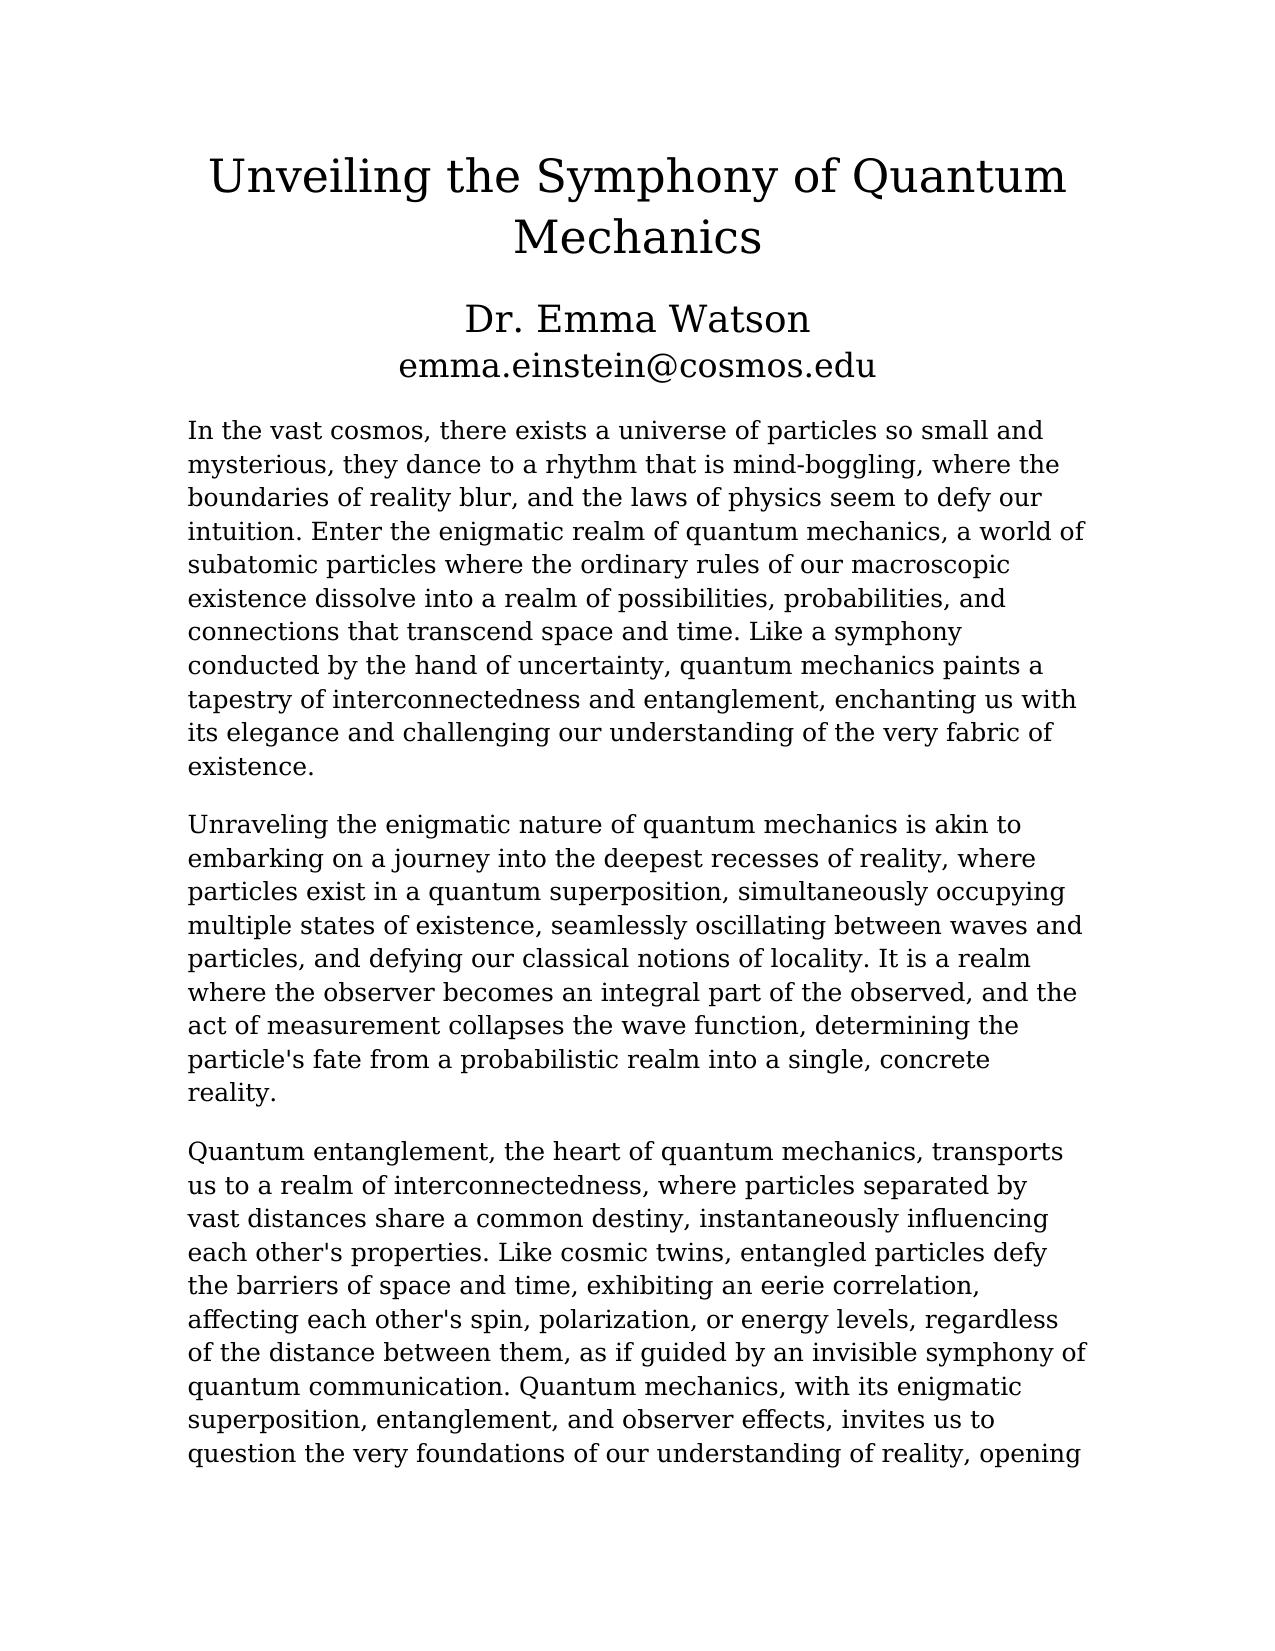 Unveiling the Symphony of Quantum
Mechanics
Dr. Emma Watson
emma.einstein@cosmos.edu
In the vast cosmos, there exists a universe of particles so small and
mysterious, they dance to a rhythm that is mind-boggling, where the
boundaries of reality blur, and the laws of physics seem to defy our
intuition. Enter the enigmatic realm of quantum mechanics, a world of
subatomic particles where the ordinary rules of our macroscopic
existence dissolve into a realm of possibilities, probabilities, and
connections that transcend space and time. Like a symphony
conducted by the hand of uncertainty, quantum mechanics paints a
tapestry of interconnectedness and entanglement, enchanting us with
its elegance and challenging our understanding of the very fabric of
existence.
Unraveling the enigmatic nature of quantum mechanics is akin to
embarking on a journey into the deepest recesses of reality, where
particles exist in a quantum superposition, simultaneously occupying
multiple states of existence, seamlessly oscillating between waves and
particles, and defying our classical notions of locality. It is a realm
where the observer becomes an integral part of the observed, and the
act of measurement collapses the wave function, determining the
particle's fate from a probabilistic realm into a single, concrete
reality.
Quantum entanglement, the heart of quantum mechanics, transports
us to a realm of interconnectedness, where particles separated by
vast distances share a common destiny, instantaneously influencing
each other's properties. Like cosmic twins, entangled particles defy
the barriers of space and time, exhibiting an eerie correlation,
affecting each other's spin, polarization, or energy levels, regardless
of the distance between them, as if guided by an invisible symphony of
quantum communication. Quantum mechanics, with its enigmatic
superposition, entanglement, and observer effects, invites us to
question the very foundations of our understanding of reality, opening